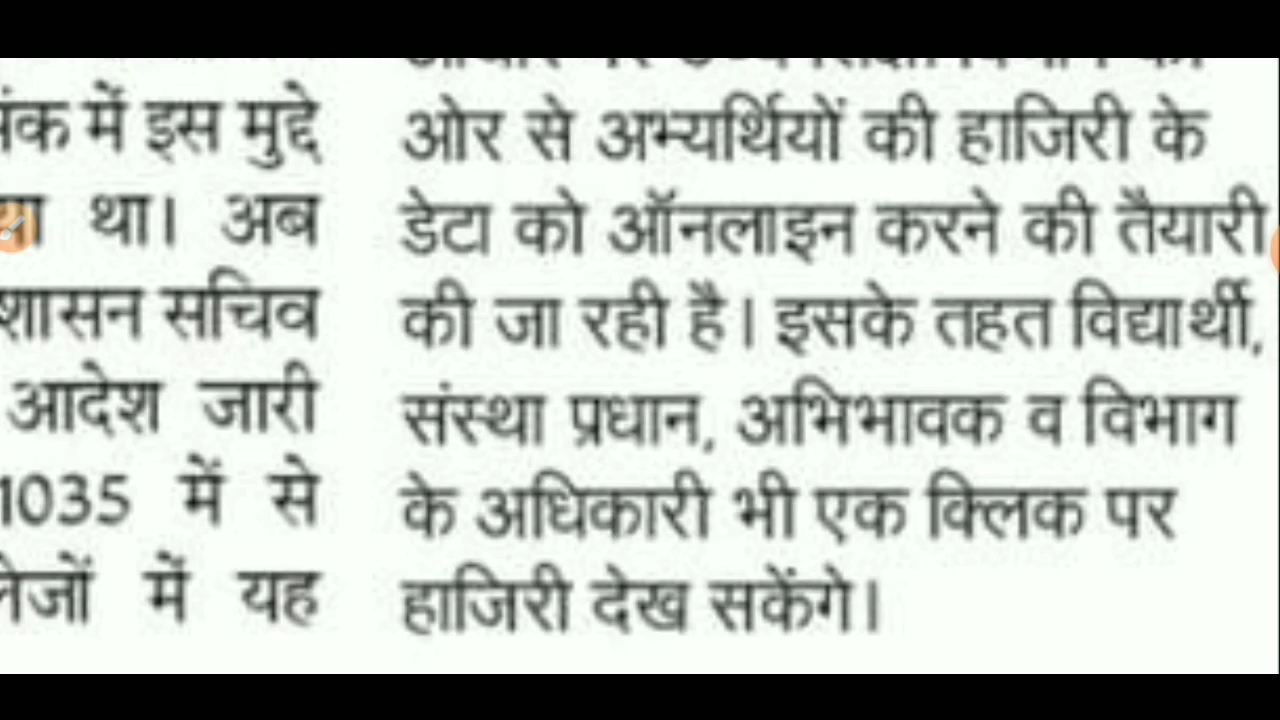 में इस मुद्दे
था। अब
शासन सचिव
आदेश जारी
1035 में से
में यह
ओर से अभ्यर्थियों की हाजिरी के
डेटा को ऑनलाइन करने की तैयारी
की जा रही है। इसके तहत विद्यार्थी,
संस्था प्रधान, अभिभावक व विभाग
के अधिकारी भी एक क्लिक पर
हाजिरी देख सकेंगे।